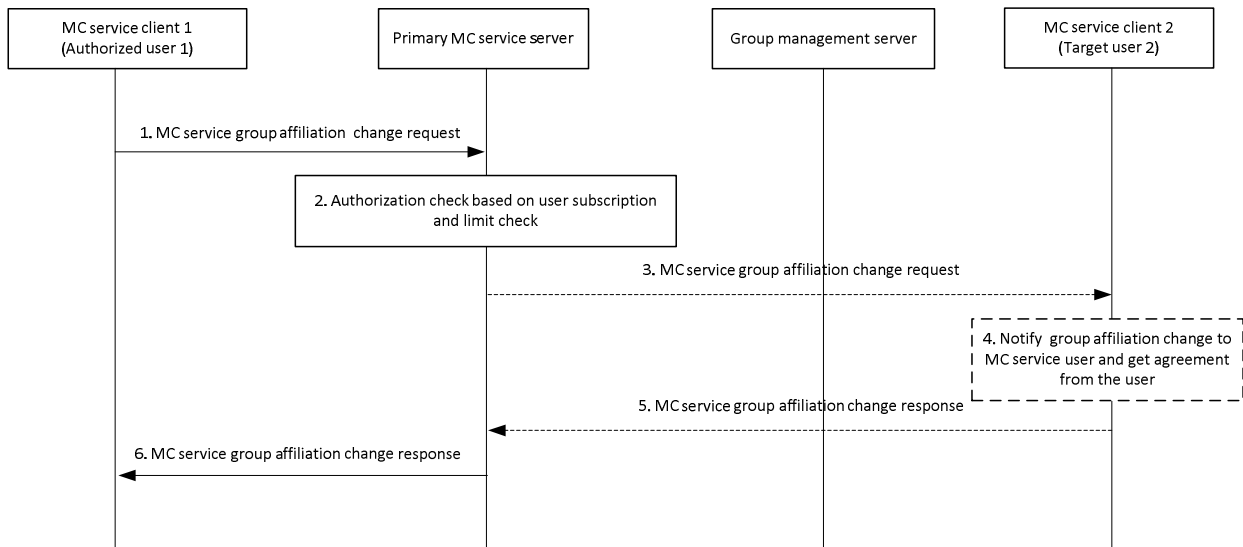 MC service client 1
(Authorized user 1)
Primary MC service server
Group management server
MC service client 2
(Target user 2)
1. MC service group affiliation change request
2. Authorization check based on user subscription
and limit check
3. MC service group affiliation change request
4. Notify group affiliation change to
MC service user and get agreement
from the user
5. MC service group affiliation change response
6. MC service group affiliation change response